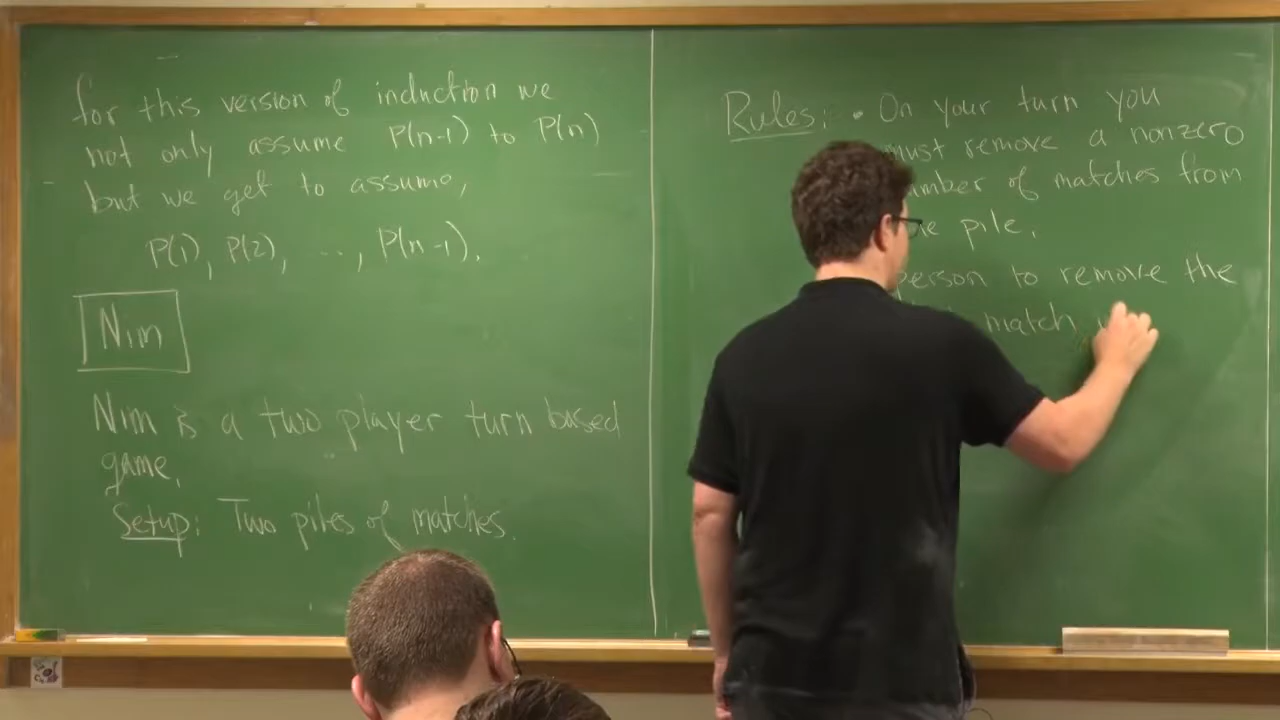 for this version of induction we
not only assume P(n-1) to P(n)
but we get to assume,
P(1), P(2), ..., P(n-1).
Nim
Nim is a two player turn based
game.
Setup: Two piles of matches.
Rules: • On your turn you
must remove a nonzero
of matches from
pile.
person to remove the
match